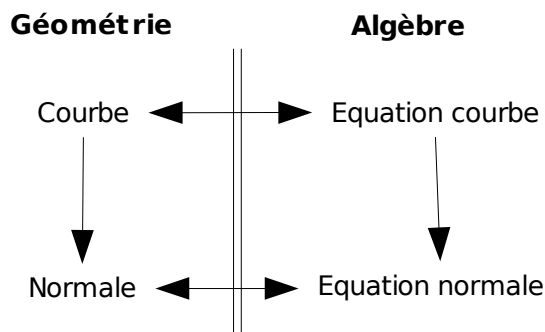 Géométrie Algèbre
Courbe Equation courbe
Normale Equation normale